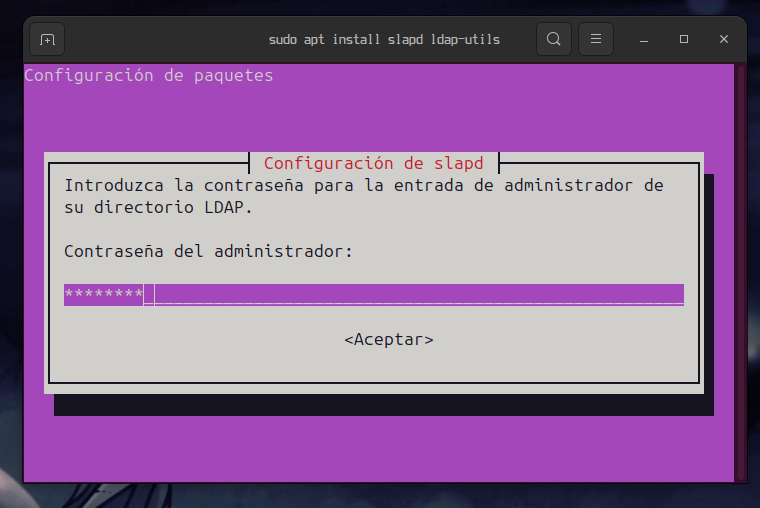 sudo apt install slapd ldap-utils
Configuración de paquetes
Configuración de slapd
Introduzca la contraseña para la entrada de administrador de
su directorio LDAP.
Contraseña del administrador:
********
<Aceptar>